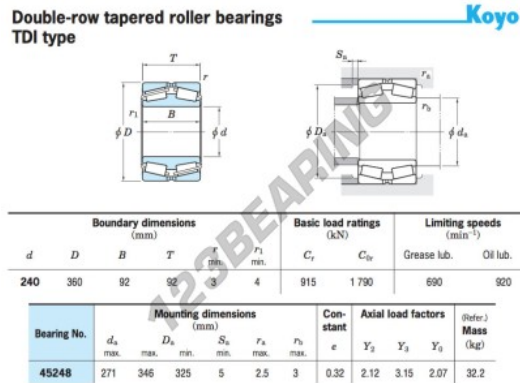 Double-row tapered roller bearings
TDI type
Koyo
T
r
r1
B
φ D
φ d
Sa
ra
rb
φ Da
φ da
123BEARING
Boundary dimensions
(mm)
Basic load ratings
(kN)
Limiting speeds
(min⁻¹)
d D B T r min. r1 min. Cr C0r Grease lub. Oil lub.
240 360 92 92 3 4 915 1 790 690 920
Bearing No.
Mounting dimensions
(mm)
Con-
stant
e
Axial load factors
(Refer.)
Mass
(kg)
da max. Da max. min. Sa min. ra max. rb max. Y2 Y3 Y0
45248 271 346 325 5 2.5 3 0.32 2.12 3.15 2.07 32.2